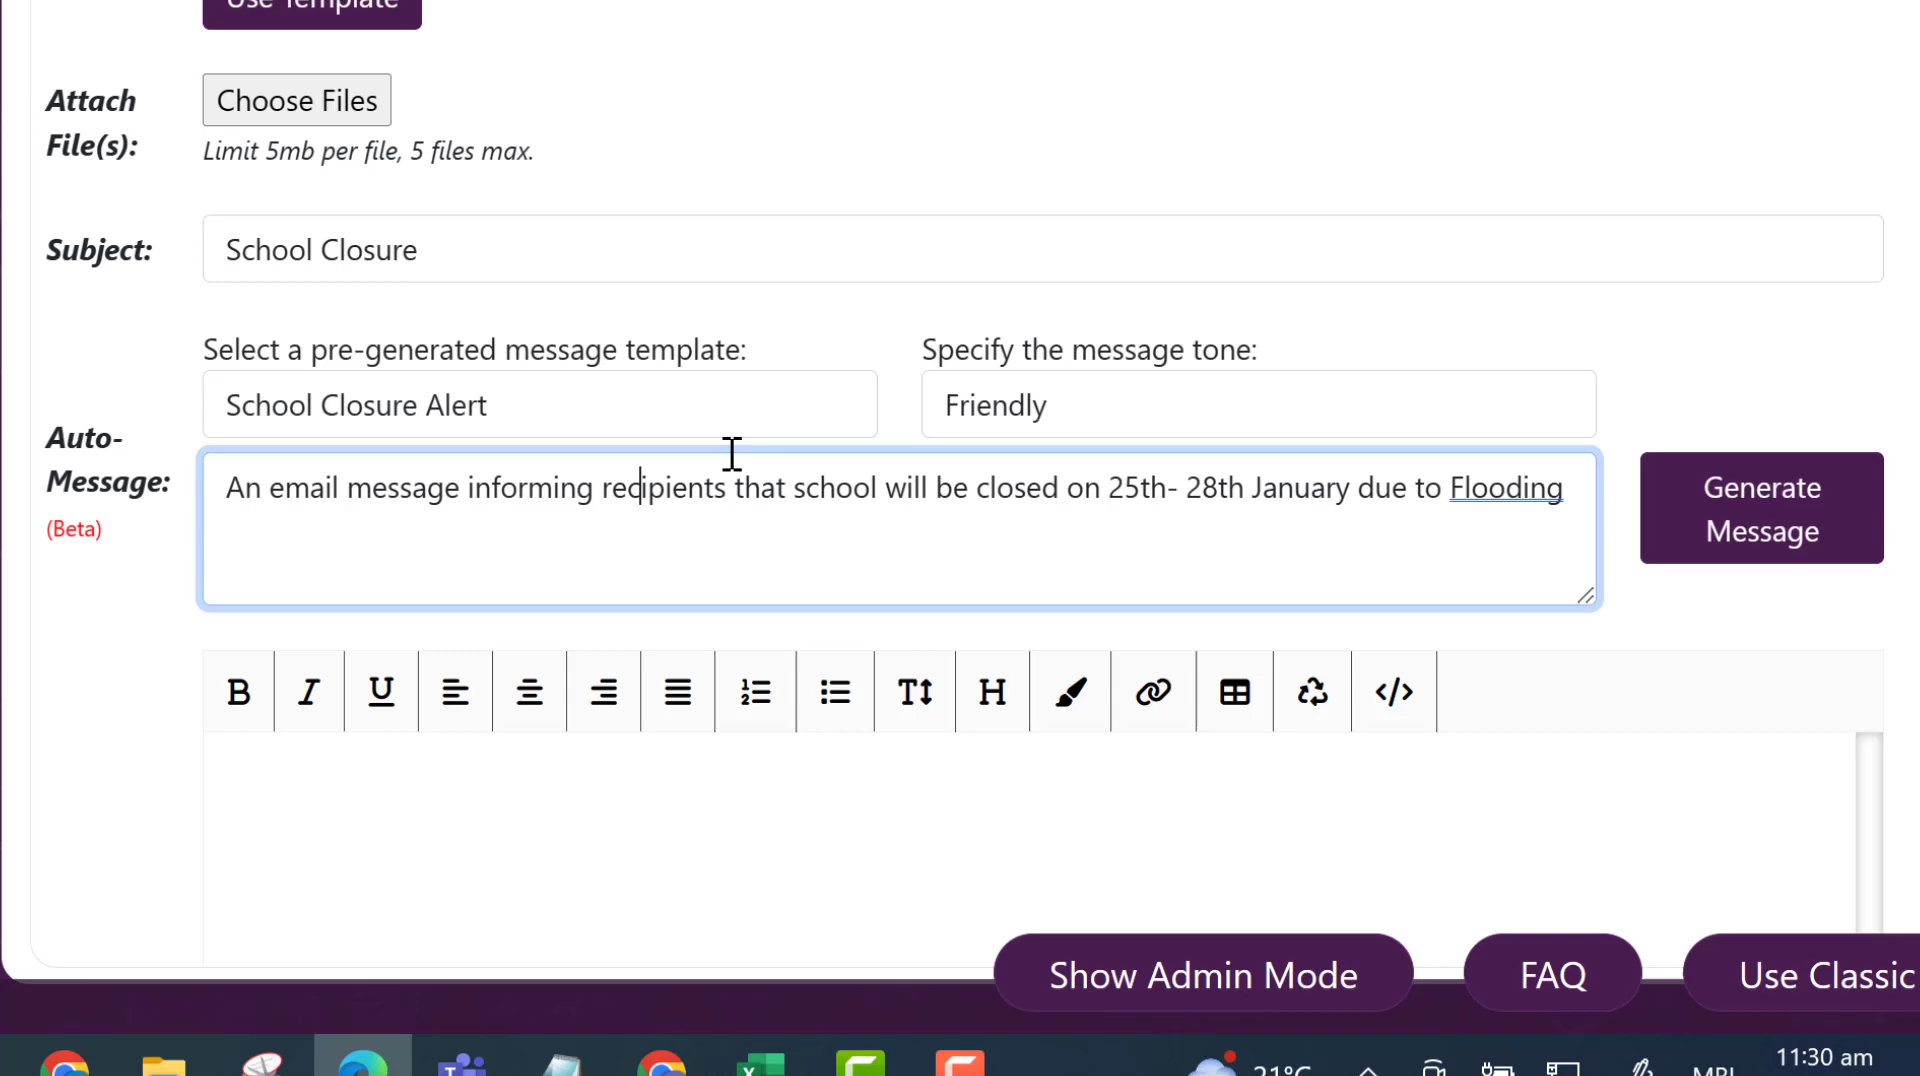 Use Template
Attach
File(s):
Choose Files
Limit 5mb per file, 5 files max.
Subject:
School Closure
Select a pre-generated message template:
Specify the message tone:
School Closure Alert
Friendly
Auto-
Message:
(Beta)
An email message informing recipients that school will be closed on 25th- 28th January due to Flooding
Generate
Message
B I U T H </>
Show Admin Mode
FAQ
Use Classic
21°C
11:30 am